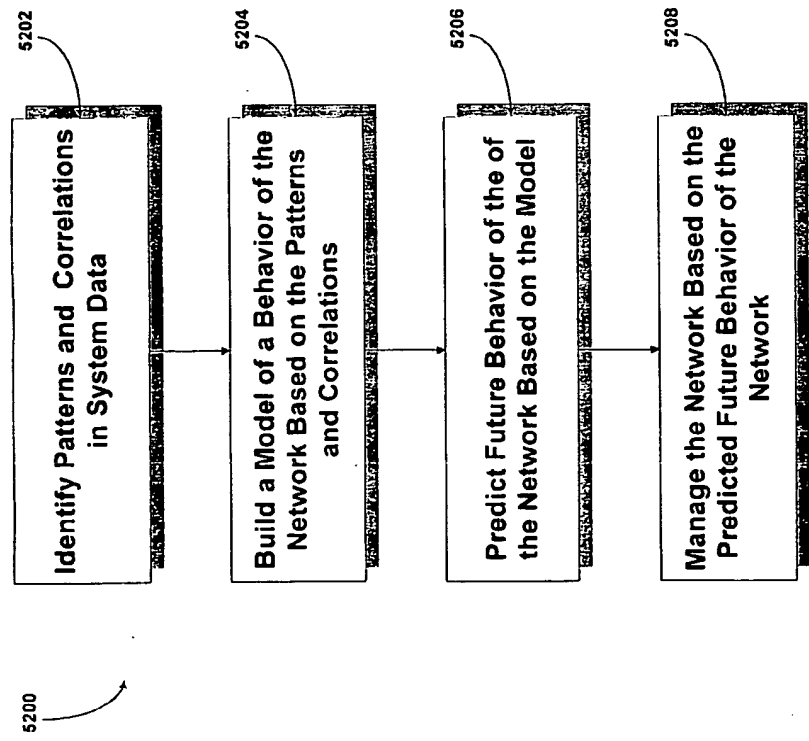 5200
5202
Identify Patterns and Correlations
in System Data
5204
Build a Model of a Behavior of the
Network Based on the Patterns
and Correlations
5206
Predict Future Behavior of the of
the Network Based on the Model
5208
Manage the Network Based on the
Predicted Future Behavior of the
Network